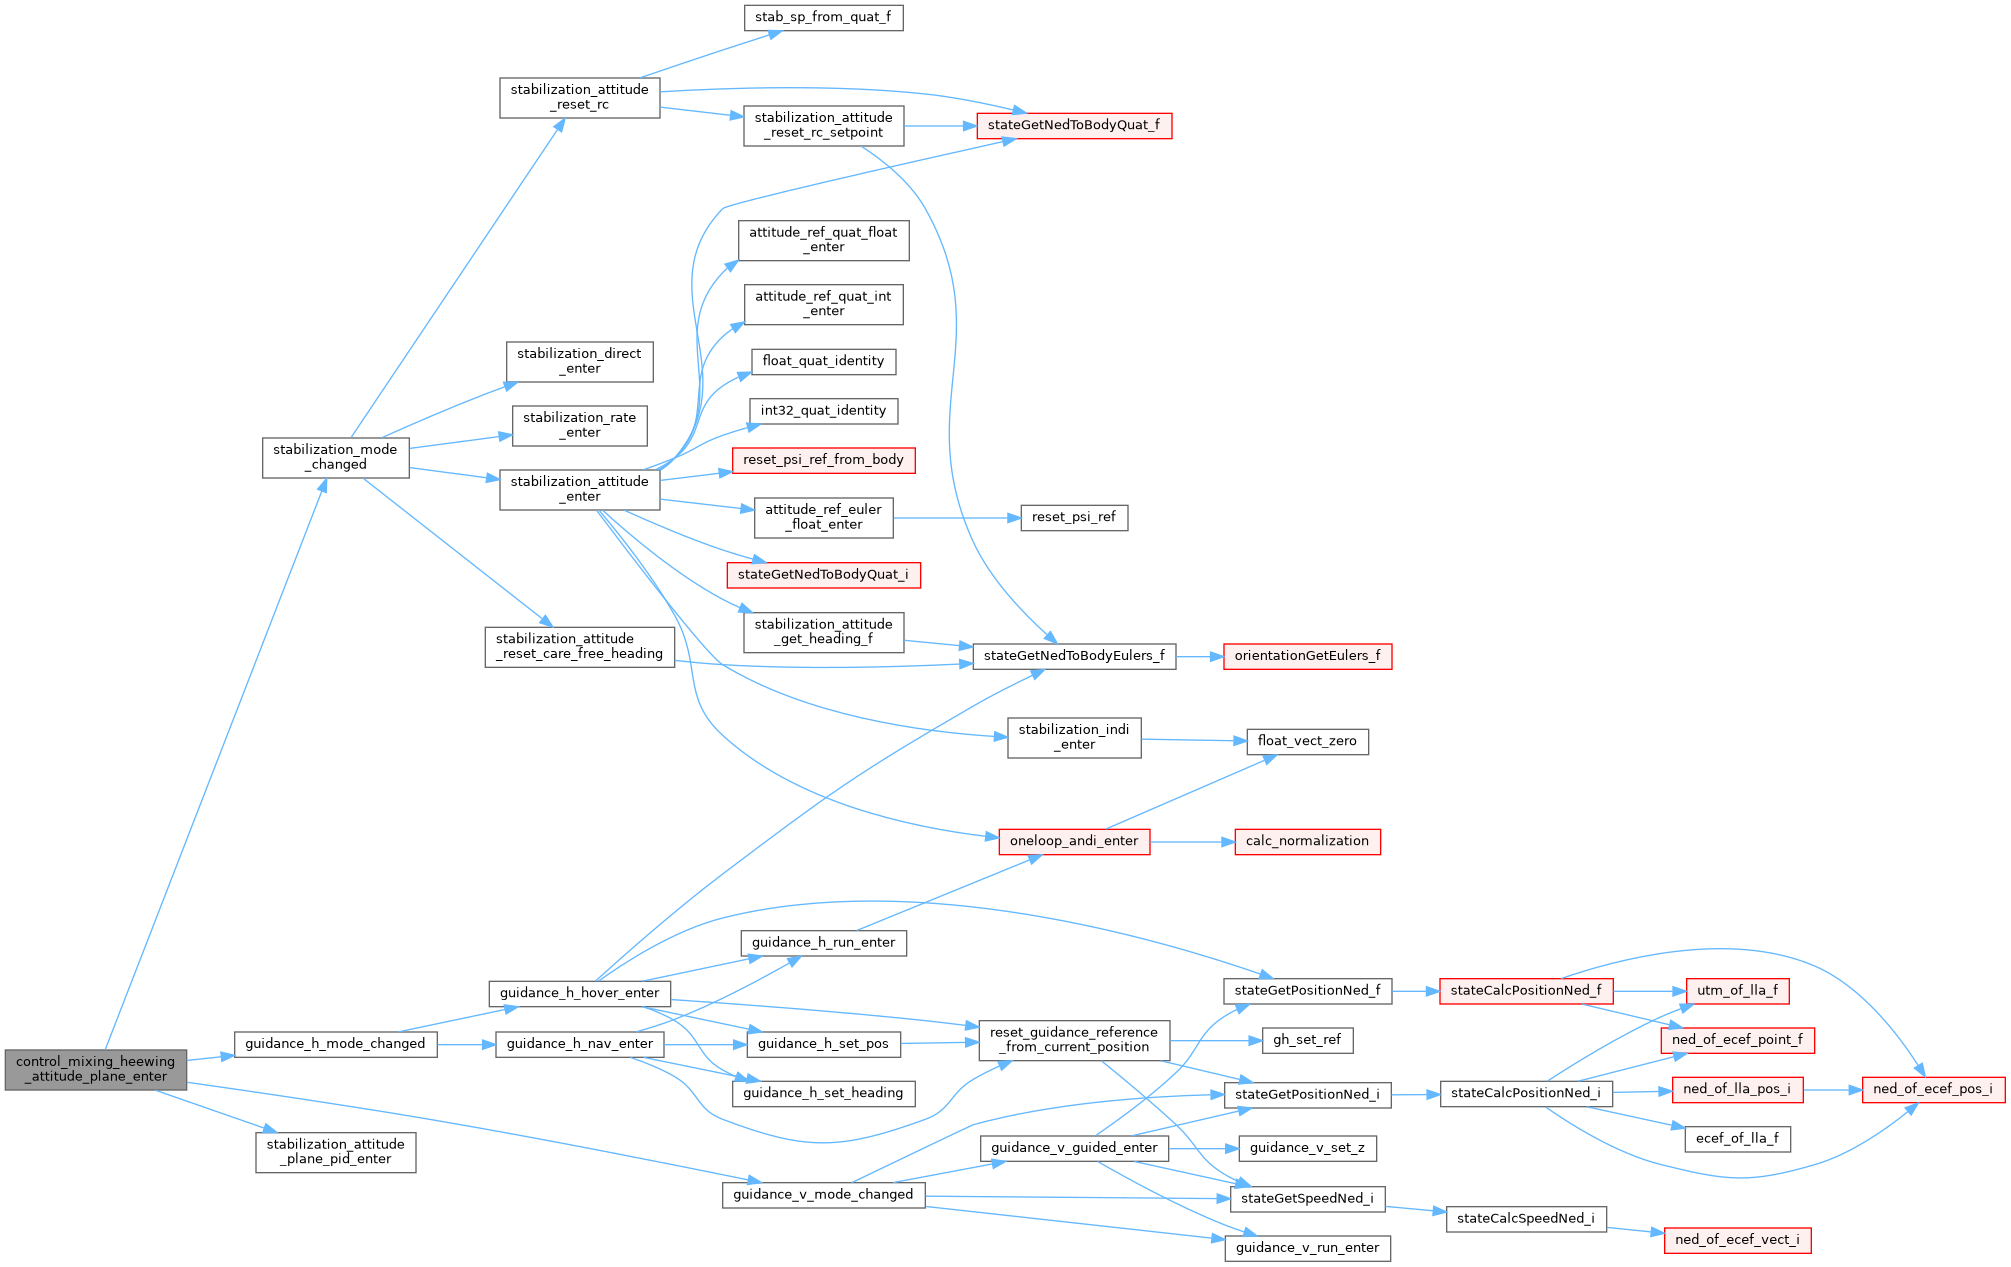 stab_sp_from_quat_f
stabilization_attitude
_reset_rc
stabilization_attitude
_reset_rc_setpoint
stateGetNedToBodyQuat_f
attitude_ref_quat_float
_enter
attitude_ref_quat_int
_enter
stabilization_direct
_enter
float_quat_identity
stabilization_rate
_enter
int32_quat_identity
stabilization_mode
_changed
reset_psi_ref_from_body
stabilization_attitude
_enter
attitude_ref_euler
_float_enter
reset_psi_ref
stateGetNedToBodyQuat_i
stabilization_attitude
_get_heading_f
stabilization_attitude
_reset_care_free_heading
stateGetNedToBodyEulers_f
orientationGetEulers_f
stabilization_indi
_enter
float_vect_zero
oneloop_andi_enter
calc_normalization
guidance_h_run_enter
guidance_h_hover_enter
stateGetPositionNed_f
stateCalcPositionNed_f
utm_of_lla_f
guidance_h_mode_changed
guidance_h_nav_enter
guidance_h_set_pos
reset_guidance_reference
_from_current_position
gh_set_ref
ned_of_ecef_point_f
control_mixing_heewing
_attitude_plane_enter
guidance_h_set_heading
stateGetPositionNed_i
stateCalcPositionNed_i
ned_of_lla_pos_i
ned_of_ecef_pos_i
stabilization_attitude
_plane_pid_enter
guidance_v_guided_enter
guidance_v_set_z
ecef_of_lla_f
guidance_v_mode_changed
stateGetSpeedNed_i
stateCalcSpeedNed_i
guidance_v_run_enter
ned_of_ecef_vect_i